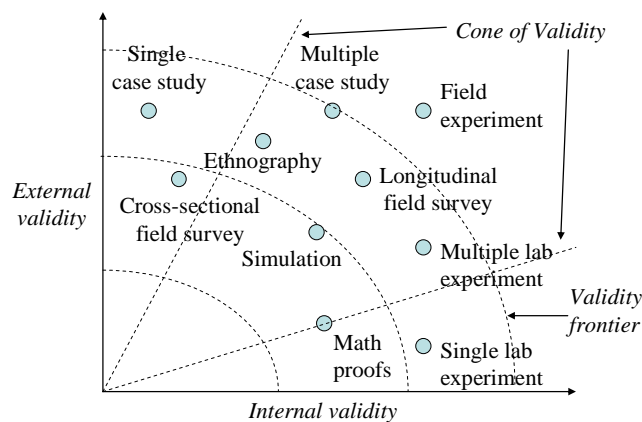 Single
case study
Multiple
case study
Cone of Validity
Field
experiment
Ethnography
External
validity
Longitudinal
field survey
Cross-sectional
field survey
Simulation
Multiple lab
experiment
Validity
frontier
Math
proofs
Single lab
experiment
Internal validity